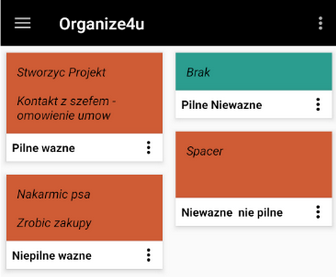 Organize4u
Stworzyc Projekt
Kontakt z szefem -
omowienie umow
Pilne wazne
Brak
Pilne Niewazne
Spacer
Niewazne nie pilne
Nakarmic psa
Zrobic zakupy
Niepilne wazne